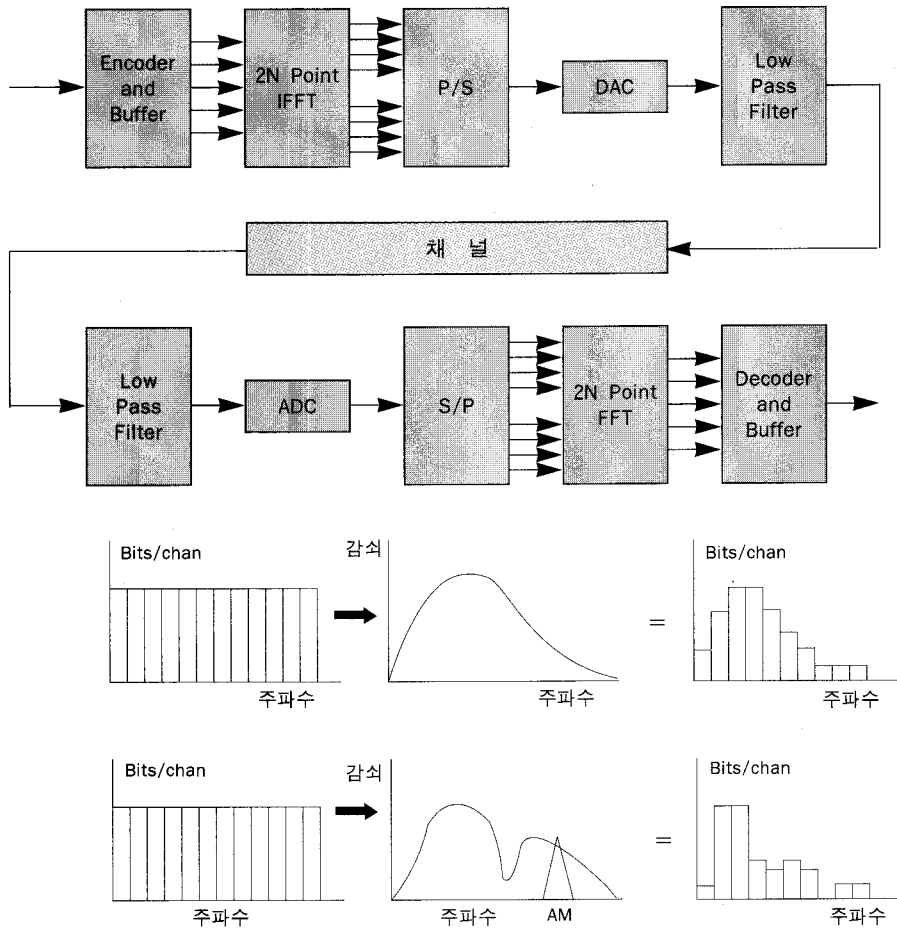 Encoder
and
Buffer
2N Point
IFFT
P/S
DAC
Low
Pass
Filter
채 널
Low
Pass
Filter
ADC
S/P
2N Point
FFT
Decoder
and
Buffer
Bits/chan
주파수
감쇠
주파수
=
Bits/chan
주파수
Bits/chan
주파수
감쇠
주파수
AM
=
Bits/chan
주파수